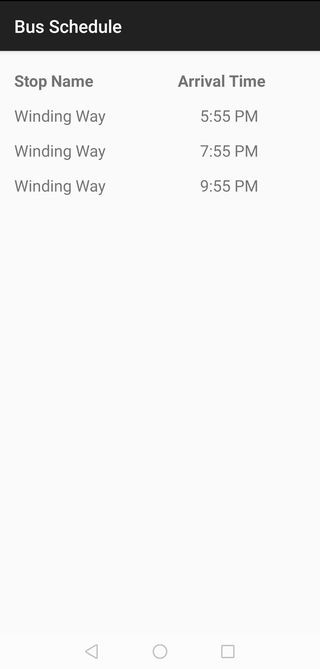 Bus Schedule
Stop Name Arrival Time
Winding Way 5:55 PM
Winding Way 7:55 PM
Winding Way 9:55 PM